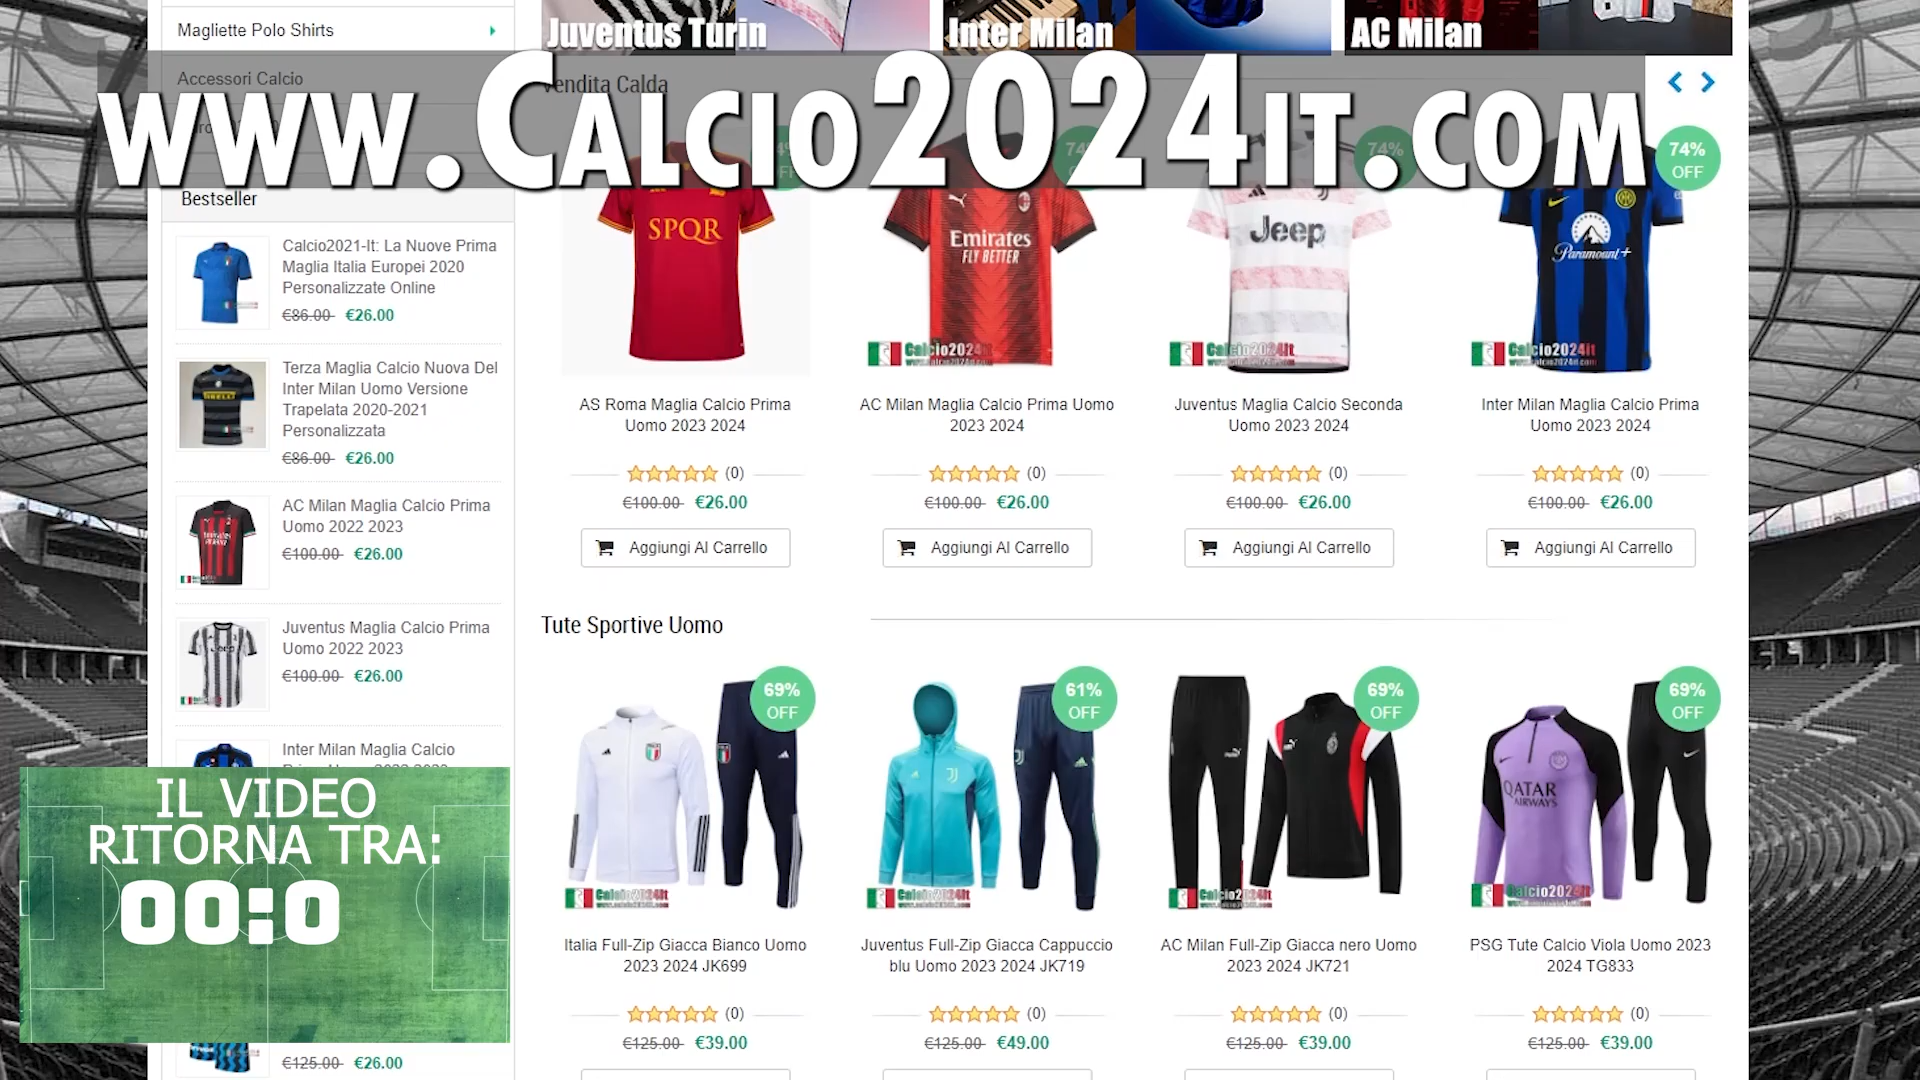 Magliette Polo Shirts
Juventus Turin
Inter Milan
AC Milan
Accessori Calcio
Vendita Calda
www.Calcio2024it.com
74%
OFF
Bestseller
SPQR
Emirates
FLY BETTER
Jeep
Paramount+
Calcio2024it
Calcio2024it
Calcio2024it
Calcio2021-It: La Nuove Prima
Maglia Italia Europei 2020
Personalizzate Online
€86.00 €26.00
Terza Maglia Calcio Nuova Del
Inter Milan Uomo Versione
Trapelata 2020-2021
Personalizzata
€86.00 €26.00
AC Milan Maglia Calcio Prima
Uomo 2022 2023
€100.00 €26.00
Juventus Maglia Calcio Prima
Uomo 2022 2023
€100.00 €26.00
Inter Milan Maglia Calcio
AS Roma Maglia Calcio Prima
Uomo 2023 2024
(0)
€100.00 €26.00
Aggiungi Al Carrello
AC Milan Maglia Calcio Prima Uomo
2023 2024
(0)
€100.00 €26.00
Aggiungi Al Carrello
Juventus Maglia Calcio Seconda
Uomo 2023 2024
(0)
€100.00 €26.00
Aggiungi Al Carrello
Inter Milan Maglia Calcio Prima
Uomo 2023 2024
(0)
€100.00 €26.00
Aggiungi Al Carrello
Tute Sportive Uomo
69%
OFF
61%
OFF
69%
OFF
69%
OFF
QATAR
AIRWAYS
Calcio2024it
Calcio2024it
Calcio2024it
Calcio2024it
Italia Full-Zip Giacca Bianco Uomo
2023 2024 JK699
(0)
€125.00 €39.00
Juventus Full-Zip Giacca Cappuccio
blu Uomo 2023 2024 JK719
(0)
€125.00 €49.00
AC Milan Full-Zip Giacca nero Uomo
2023 2024 JK721
(0)
€125.00 €39.00
PSG Tute Calcio Viola Uomo 2023
2024 TG833
(0)
€125.00 €39.00
IL VIDEO
RITORNA TRA:
00:0
€125.00 €26.00